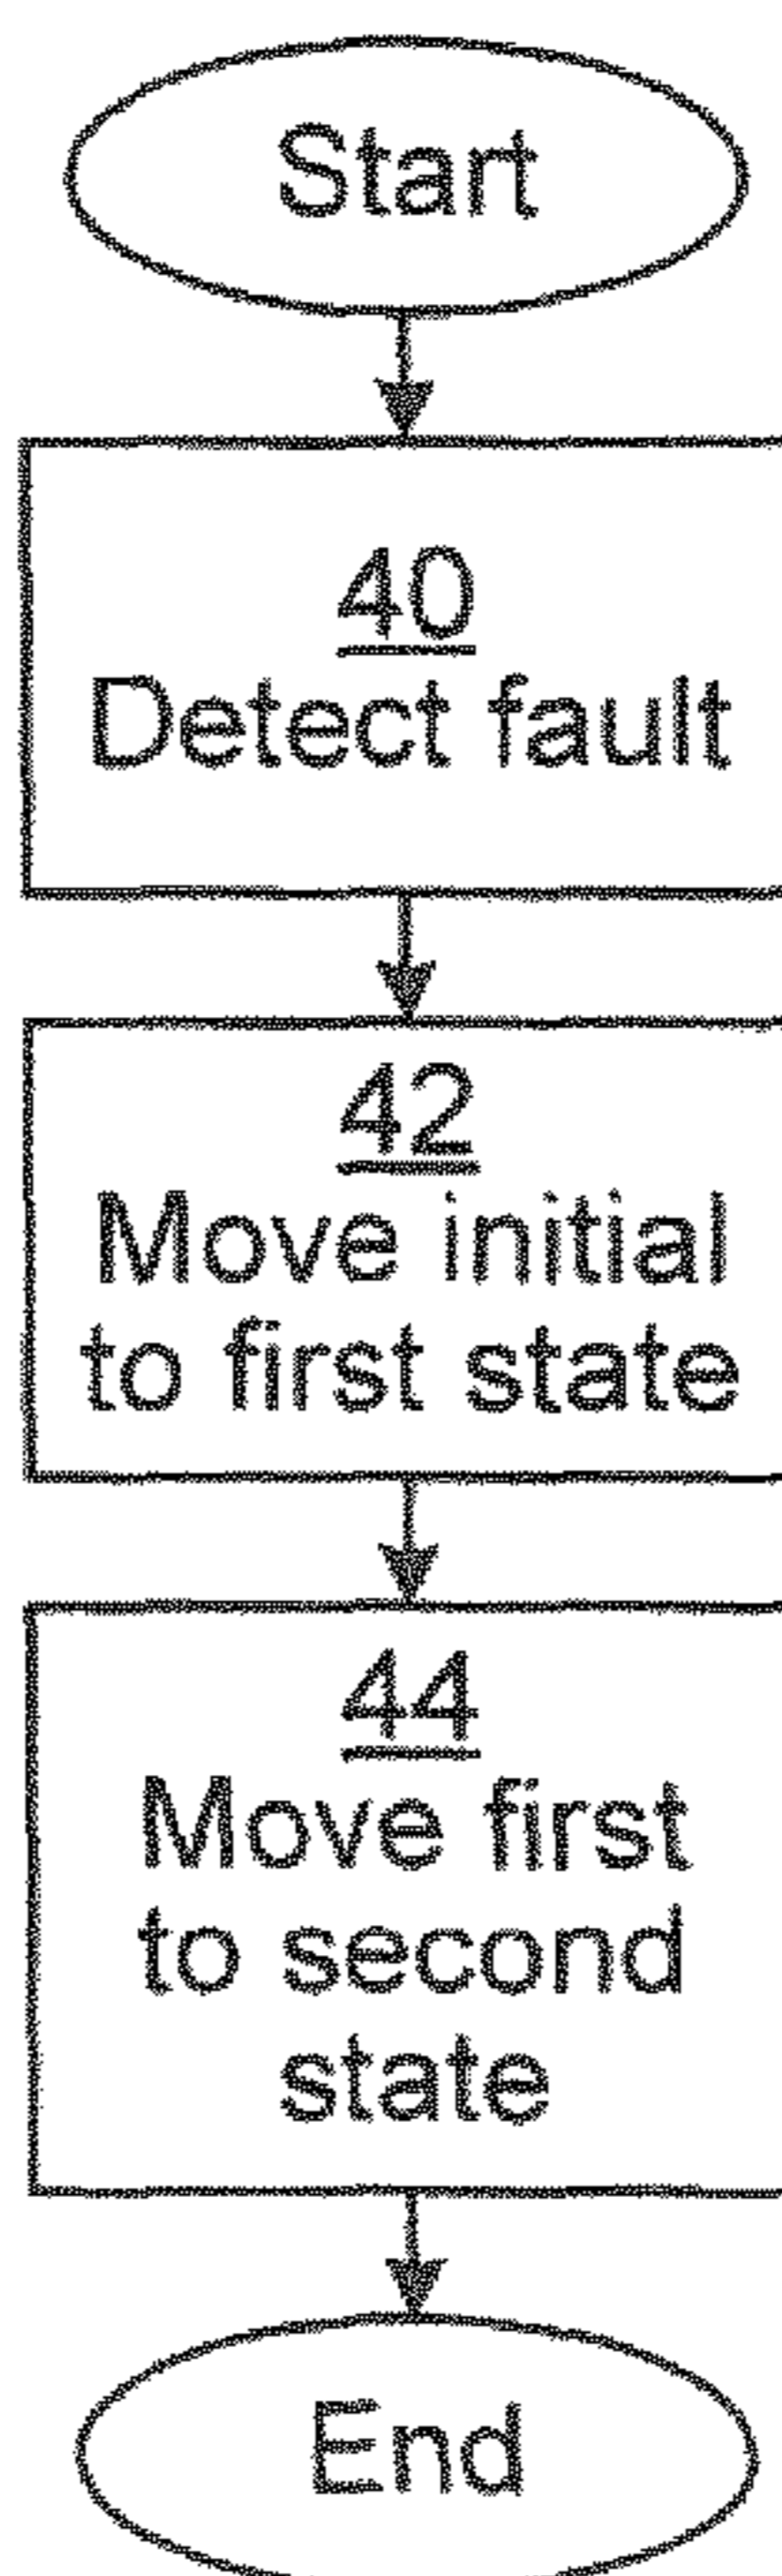 Start
40
Detect fault
42
Move initial
to first state
44
Move first
to second
state
End